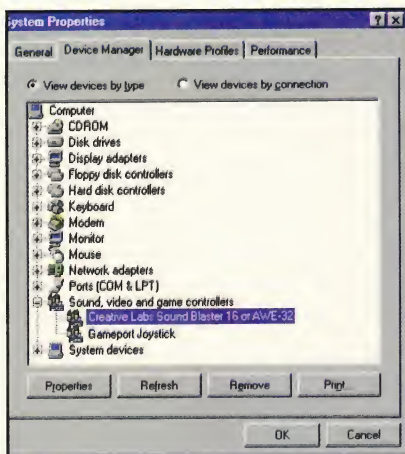 System Properties
General Device Manager Hardware Profiles Performance
View devices by type View devices by connection
Computer
CDROM
Disk drives
Display adapters
Floppy disk controllers
Hard disk controllers
Keyboard
Modem
Monitor
Mouse
Network adapters
Ports (COM & LPT)
Sound, video and game controllers
Creative Labs Sound Blaster 16 or AWE-32
Gameport Joystick
System devices
Properties Refresh Remove Print...
OK Cancel